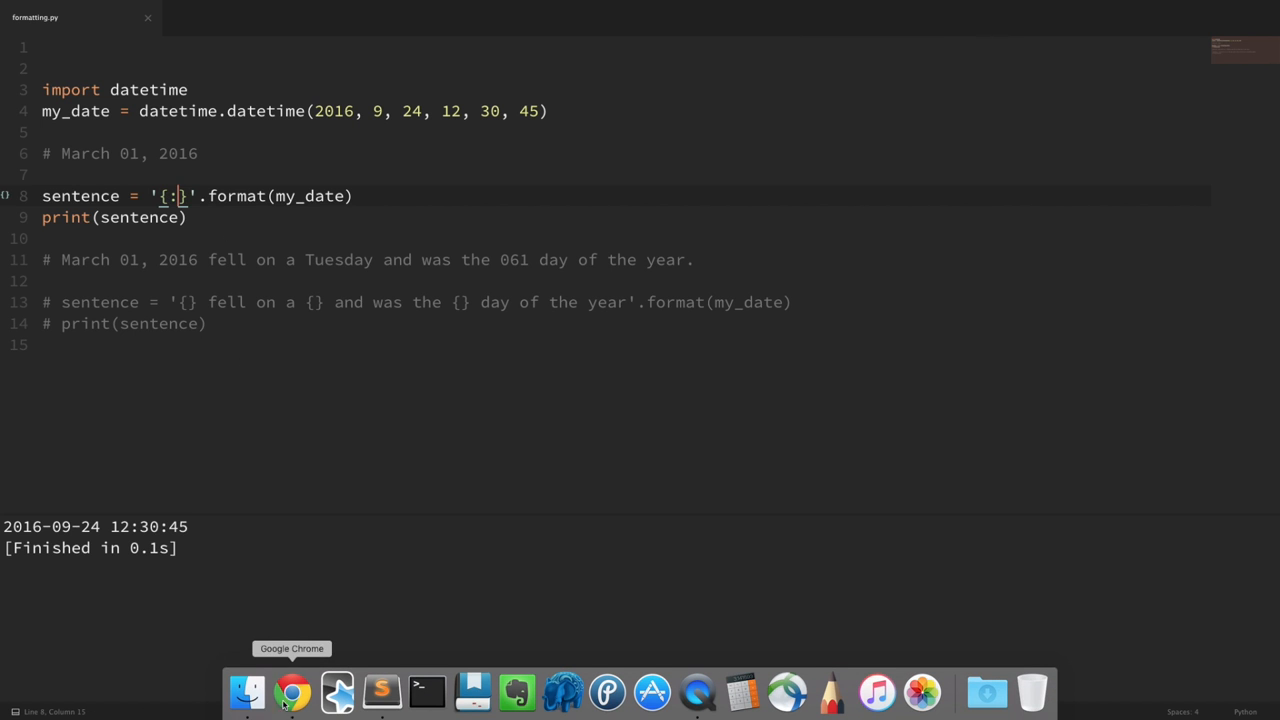 formatting.py
1
2
3 import datetime
4 my_date = datetime.datetime(2016, 9, 24, 12, 30, 45)
5
6 # March 01, 2016
7
{} 8 sentence = '{:}'.format(my_date)
9 print(sentence)
10
11 # March 01, 2016 fell on a Tuesday and was the 061 day of the year.
12
13 # sentence = '{} fell on a {} and was the {} day of the year'.format(my_date)
14 # print(sentence)
15
2016-09-24 12:30:45
[Finished in 0.1s]
Google Chrome
Line 8, Column 15
Spaces: 4
Python